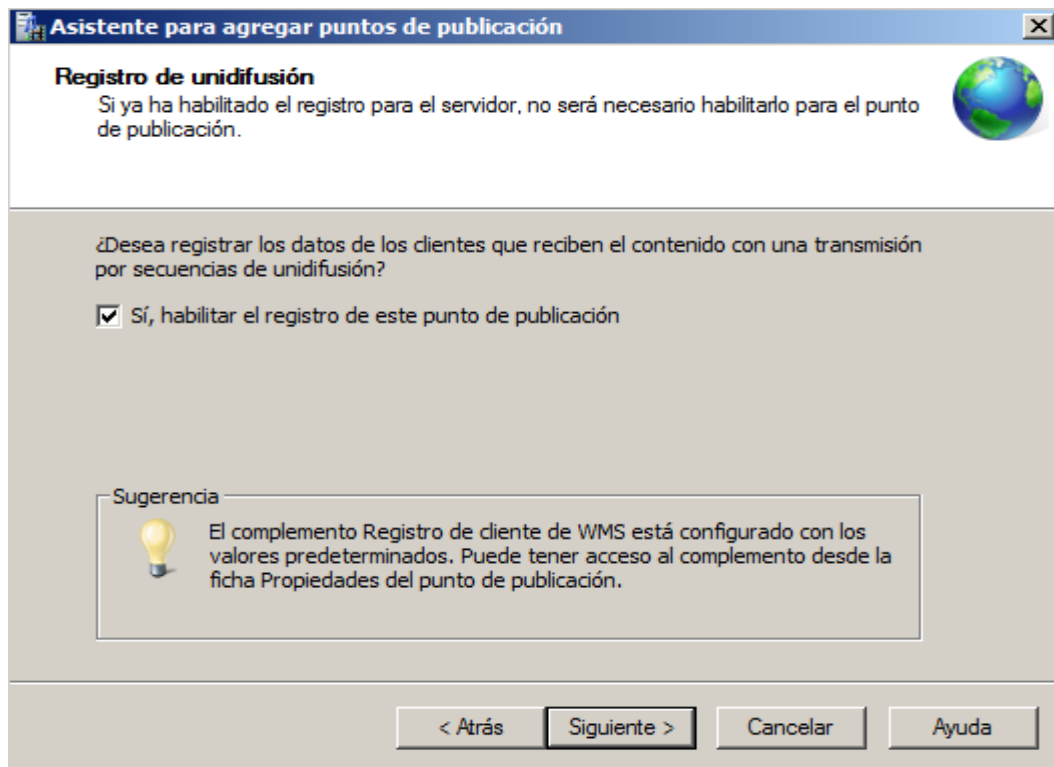 Asistente para agregar puntos de publicación
Registro de unidifusión
Si ya ha habilitado el registro para el servidor, no será necesario habilitarlo para el punto
de publicación.
¿Desea registrar los datos de los clientes que reciben el contenido con una transmisión
por secuencias de unidifusión?
Sí, habilitar el registro de este punto de publicación
Sugerencia
El complemento Registro de cliente de WMS está configurado con los
valores predeterminados. Puede tener acceso al complemento desde la
ficha Propiedades del punto de publicación.
< Atrás Siguiente > Cancelar Ayuda